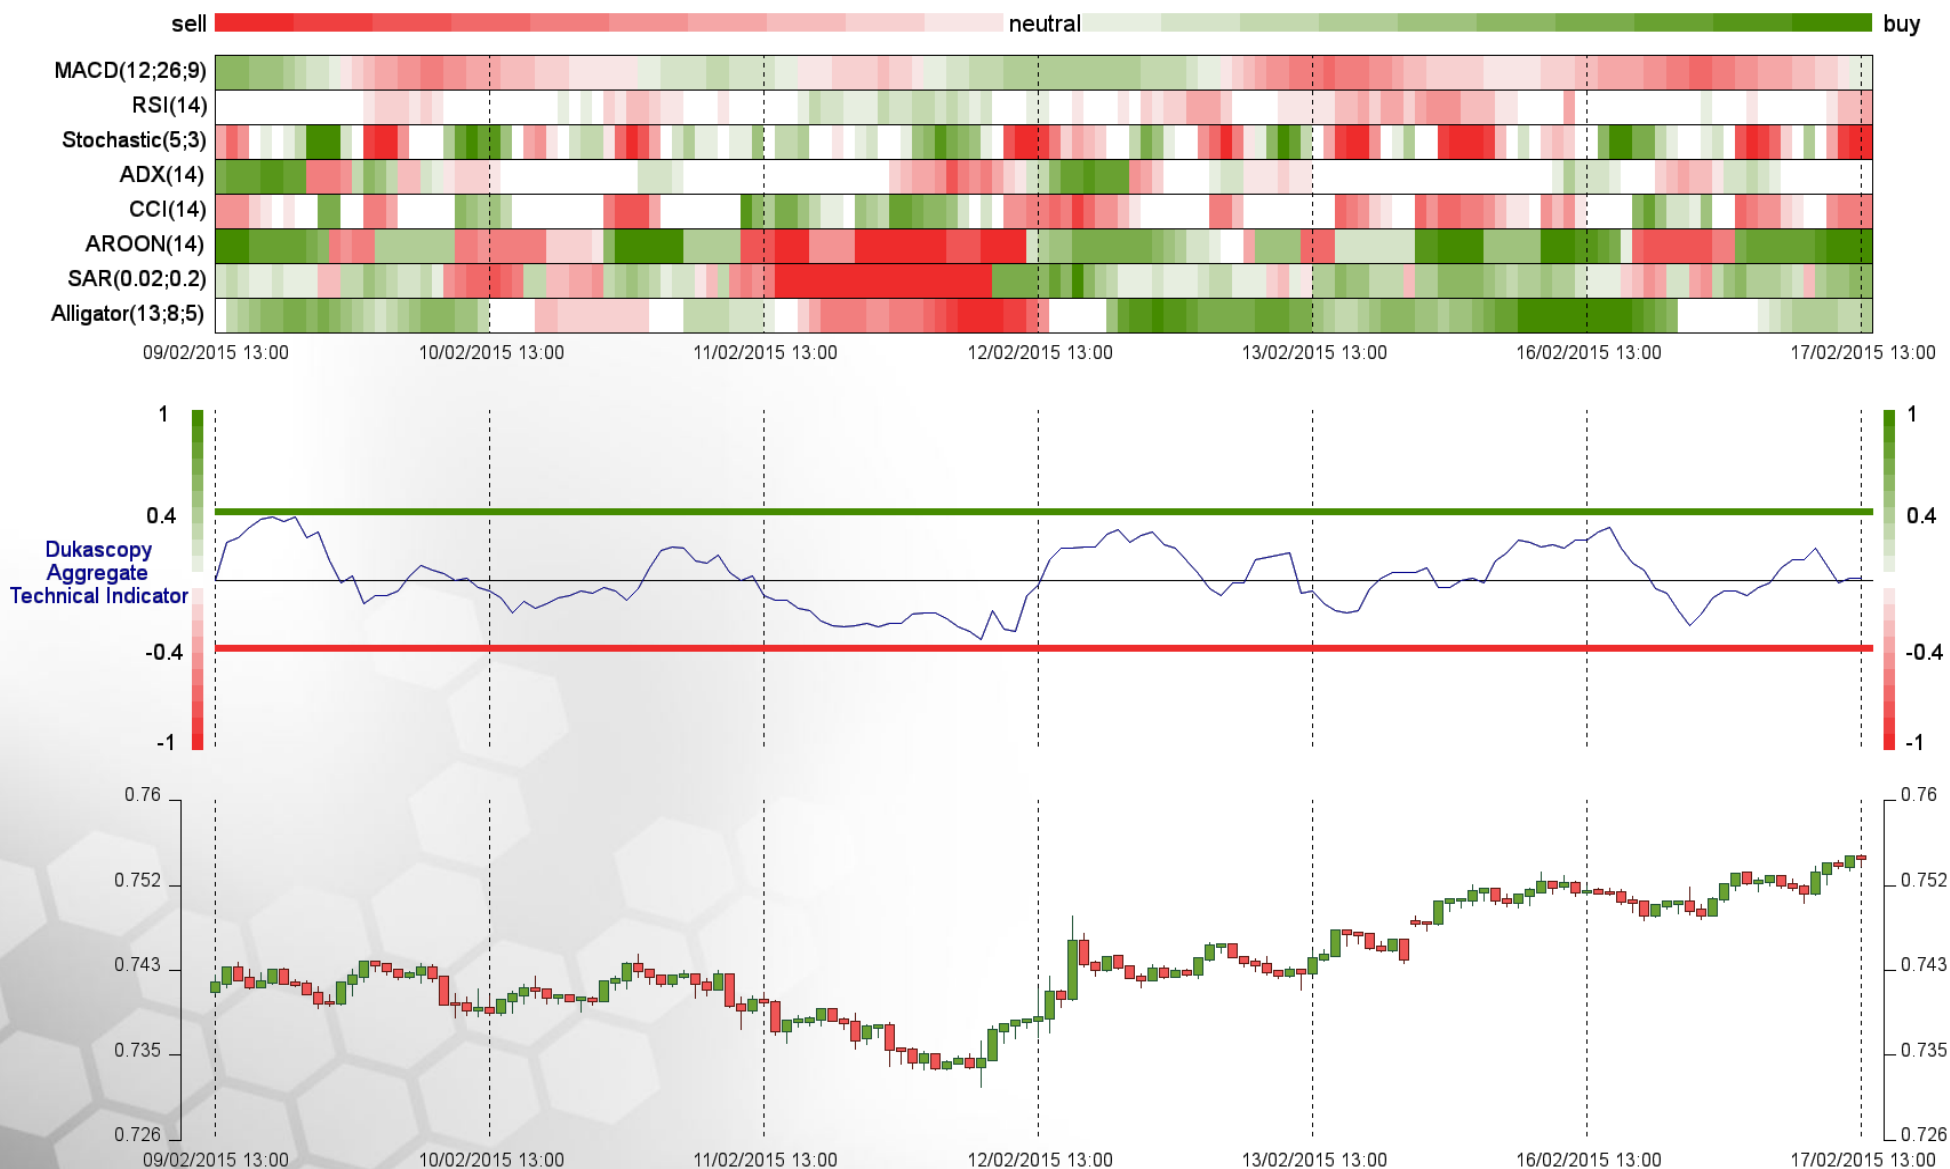 sell neutral buy
MACD(12;26;9)
RSI(14)
Stochastic(5;3)
ADX(14)
CCI(14)
AROON(14)
SAR(0.02;0.2)
Alligator(13;8;5)
09/02/2015 13:00 10/02/2015 13:00 11/02/2015 13:00 12/02/2015 13:00 13/02/2015 13:00 16/02/2015 13:00 17/02/2015 13:00
1 1
0.4 0.4
Dukascopy
Aggregate
Technical Indicator
-0.4 -0.4
-1 -1
0.76 0.76
0.752 0.752
0.743 0.743
0.735 0.735
0.726 0.726
09/02/2015 13:00 10/02/2015 13:00 11/02/2015 13:00 12/02/2015 13:00 13/02/2015 13:00 16/02/2015 13:00 17/02/2015 13:00